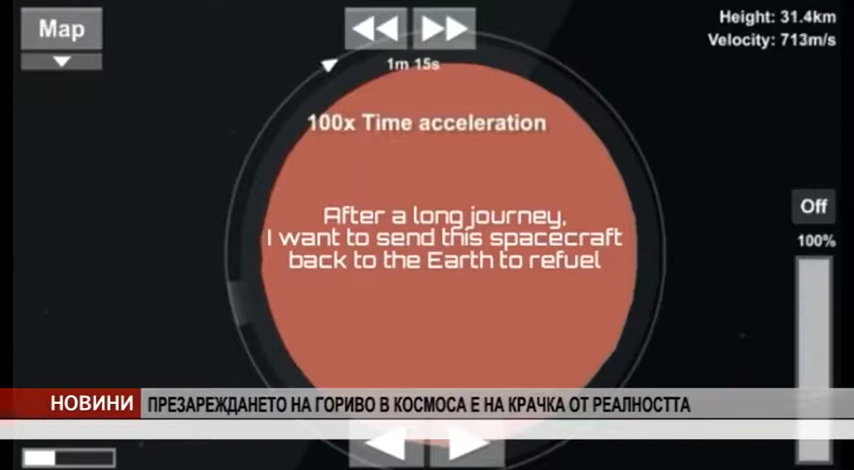 Map
Height: 31.4km
Velocity: 713m/s
1m 15s
100x Time acceleration
After a long journey,
I want to send this spacecraft
back to the Earth to refuel
Off
100%
НОВИНИ ПРЕЗАРЕЖДАНЕТО НА ГОРИВО В КОСМОСА Е НА КРАЧКА ОТ РЕАЛНОСТТА